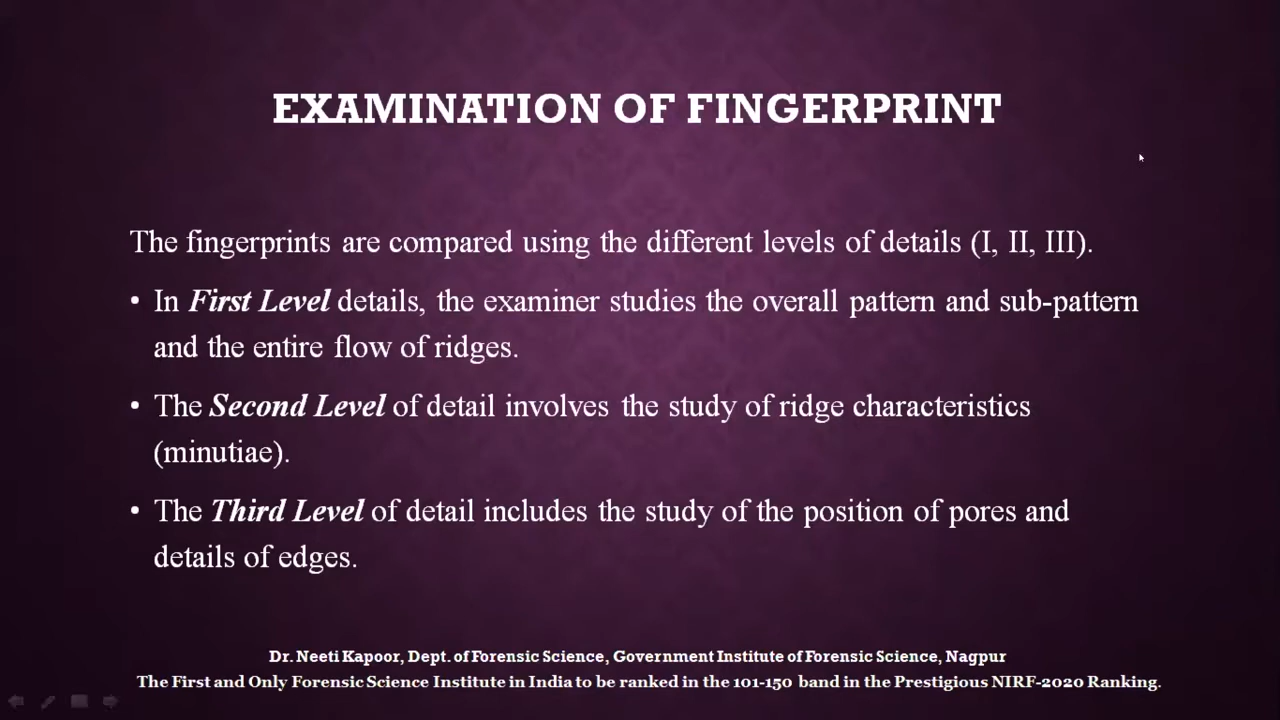 EXAMINATION OF FINGERPRINT
The fingerprints are compared using the different levels of details (I, II, III).
• In First Level details, the examiner studies the overall pattern and sub-pattern
and the entire flow of ridges.
• The Second Level of detail involves the study of ridge characteristics
(minutiae).
• The Third Level of detail includes the study of the position of pores and
details of edges.
Dr. Neeti Kapoor, Dept. of Forensic Science, Government Institute of Forensic Science, Nagpur
The First and Only Forensic Science Institute in India to be ranked in the 101-150 band in the Prestigious NIRF-2020 Ranking.